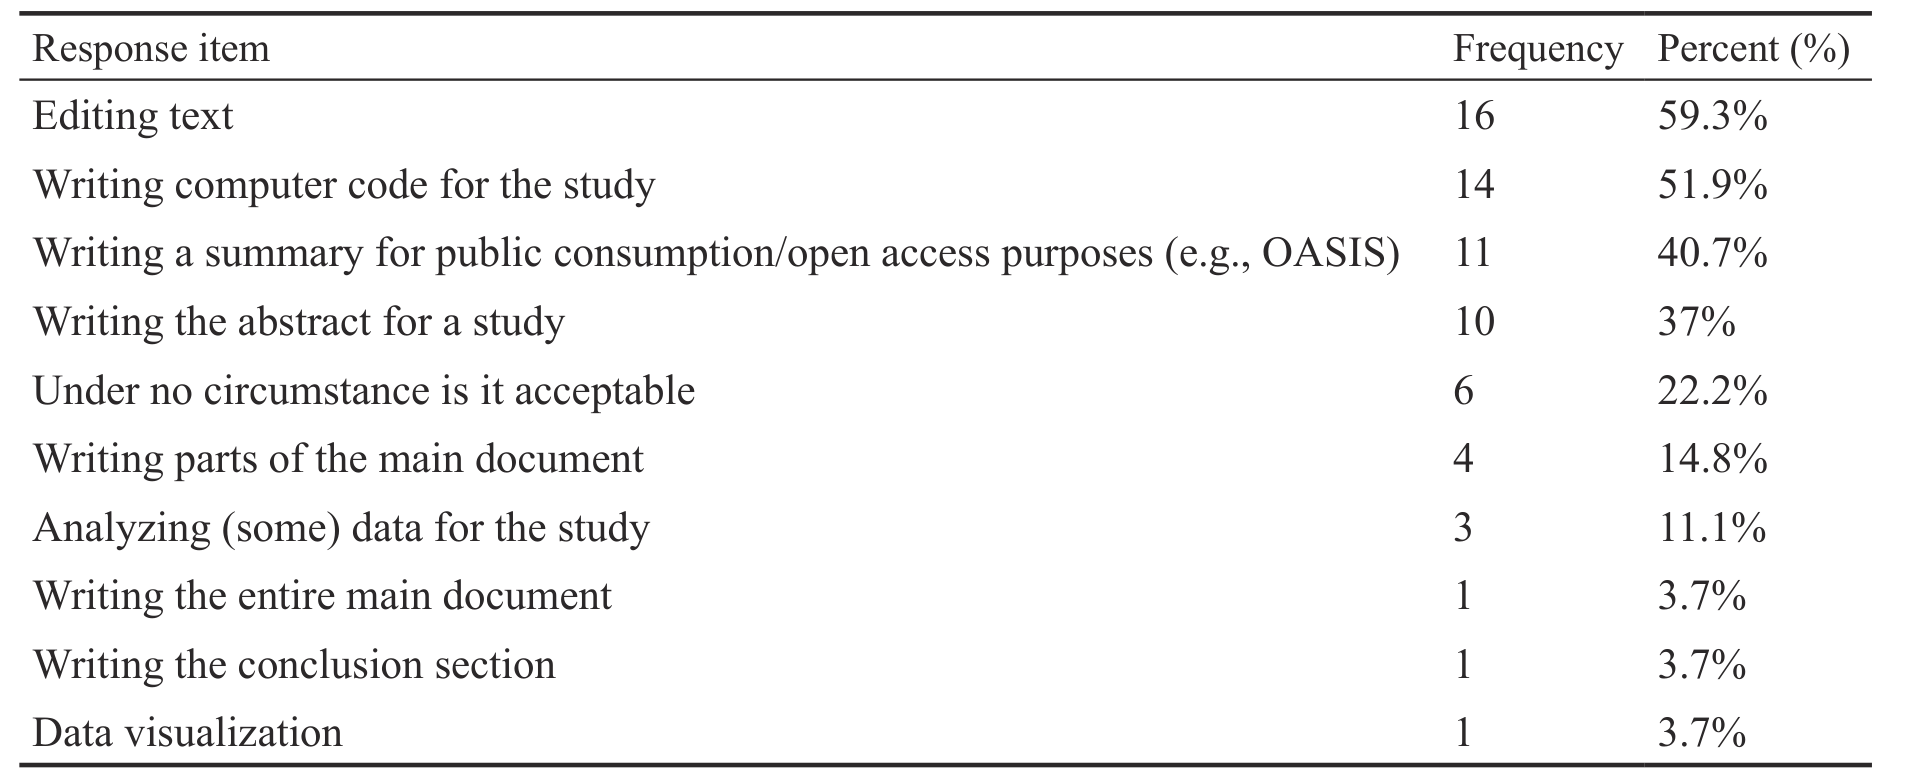 Response item Frequency Percent (%)
Editing text 16 59.3%
Writing computer code for the study 14 51.9%
Writing a summary for public consumption/open access purposes (e.g., OASIS) 11 40.7%
Writing the abstract for a study 10 37%
Under no circumstance is it acceptable 6 22.2%
Writing parts of the main document 4 14.8%
Analyzing (some) data for the study 3 11.1%
Writing the entire main document 1 3.7%
Writing the conclusion section 1 3.7%
Data visualization 1 3.7%